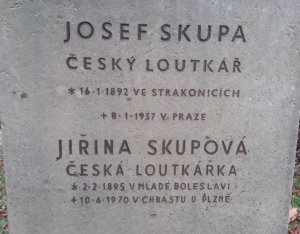 JOSEF SKUPA
ČESKÝ LOUTKÁŘ
* 16·1·1892 VE STRAKONICÍCH
+ 8·1·1957 V PRAZE
JIŘINA SKUPOVÁ
ČESKÁ LOUTKÁŘKA
* 2·2·1895 V MLADÉ BOLESLAVI
+ 10·6·1970 V CHRÁSTU U PLZNĚ